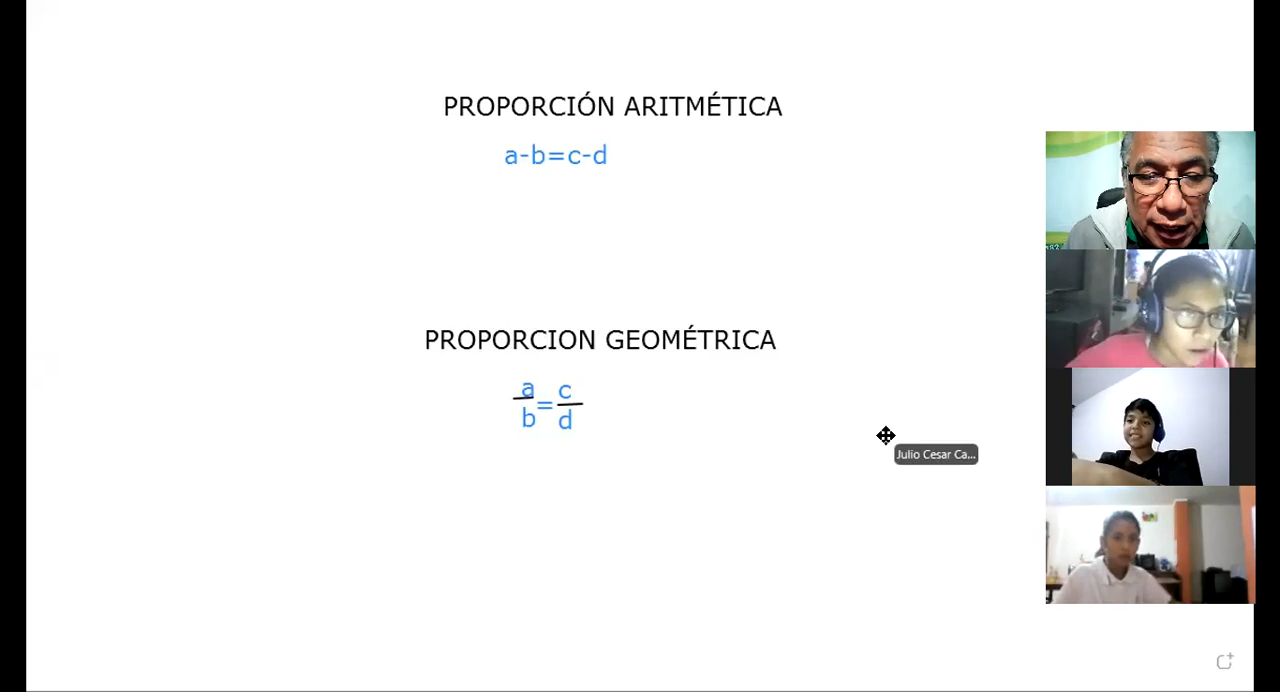 PROPORCIÓN ARITMÉTICA
a-b=c-d
PROPORCION GEOMÉTRICA
a/b=c/d
Julio Cesar Ca...